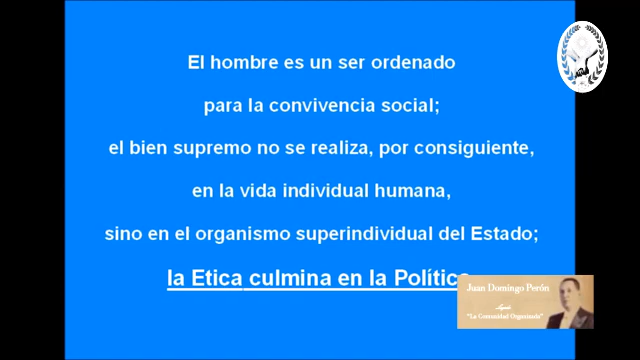 El hombre es un ser ordenado
para la convivencia social;
el bien supremo no se realiza, por consiguiente,
en la vida individual humana,
sino en el organismo superindividual del Estado;
la Etica culmina en la Política
Juan Domingo Perón
Legado
"La Comunidad Organizada"